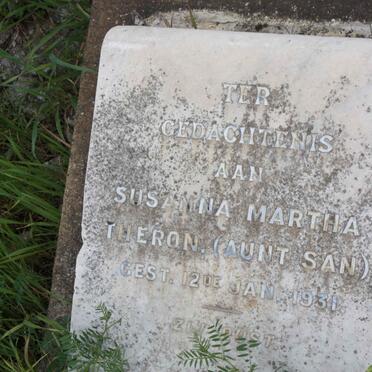 TER
GEDACHTENIS
AAN
SUSANNA MARTHA
THERON. (AUNT SAN)
GEST. 12DE JAN. 1931